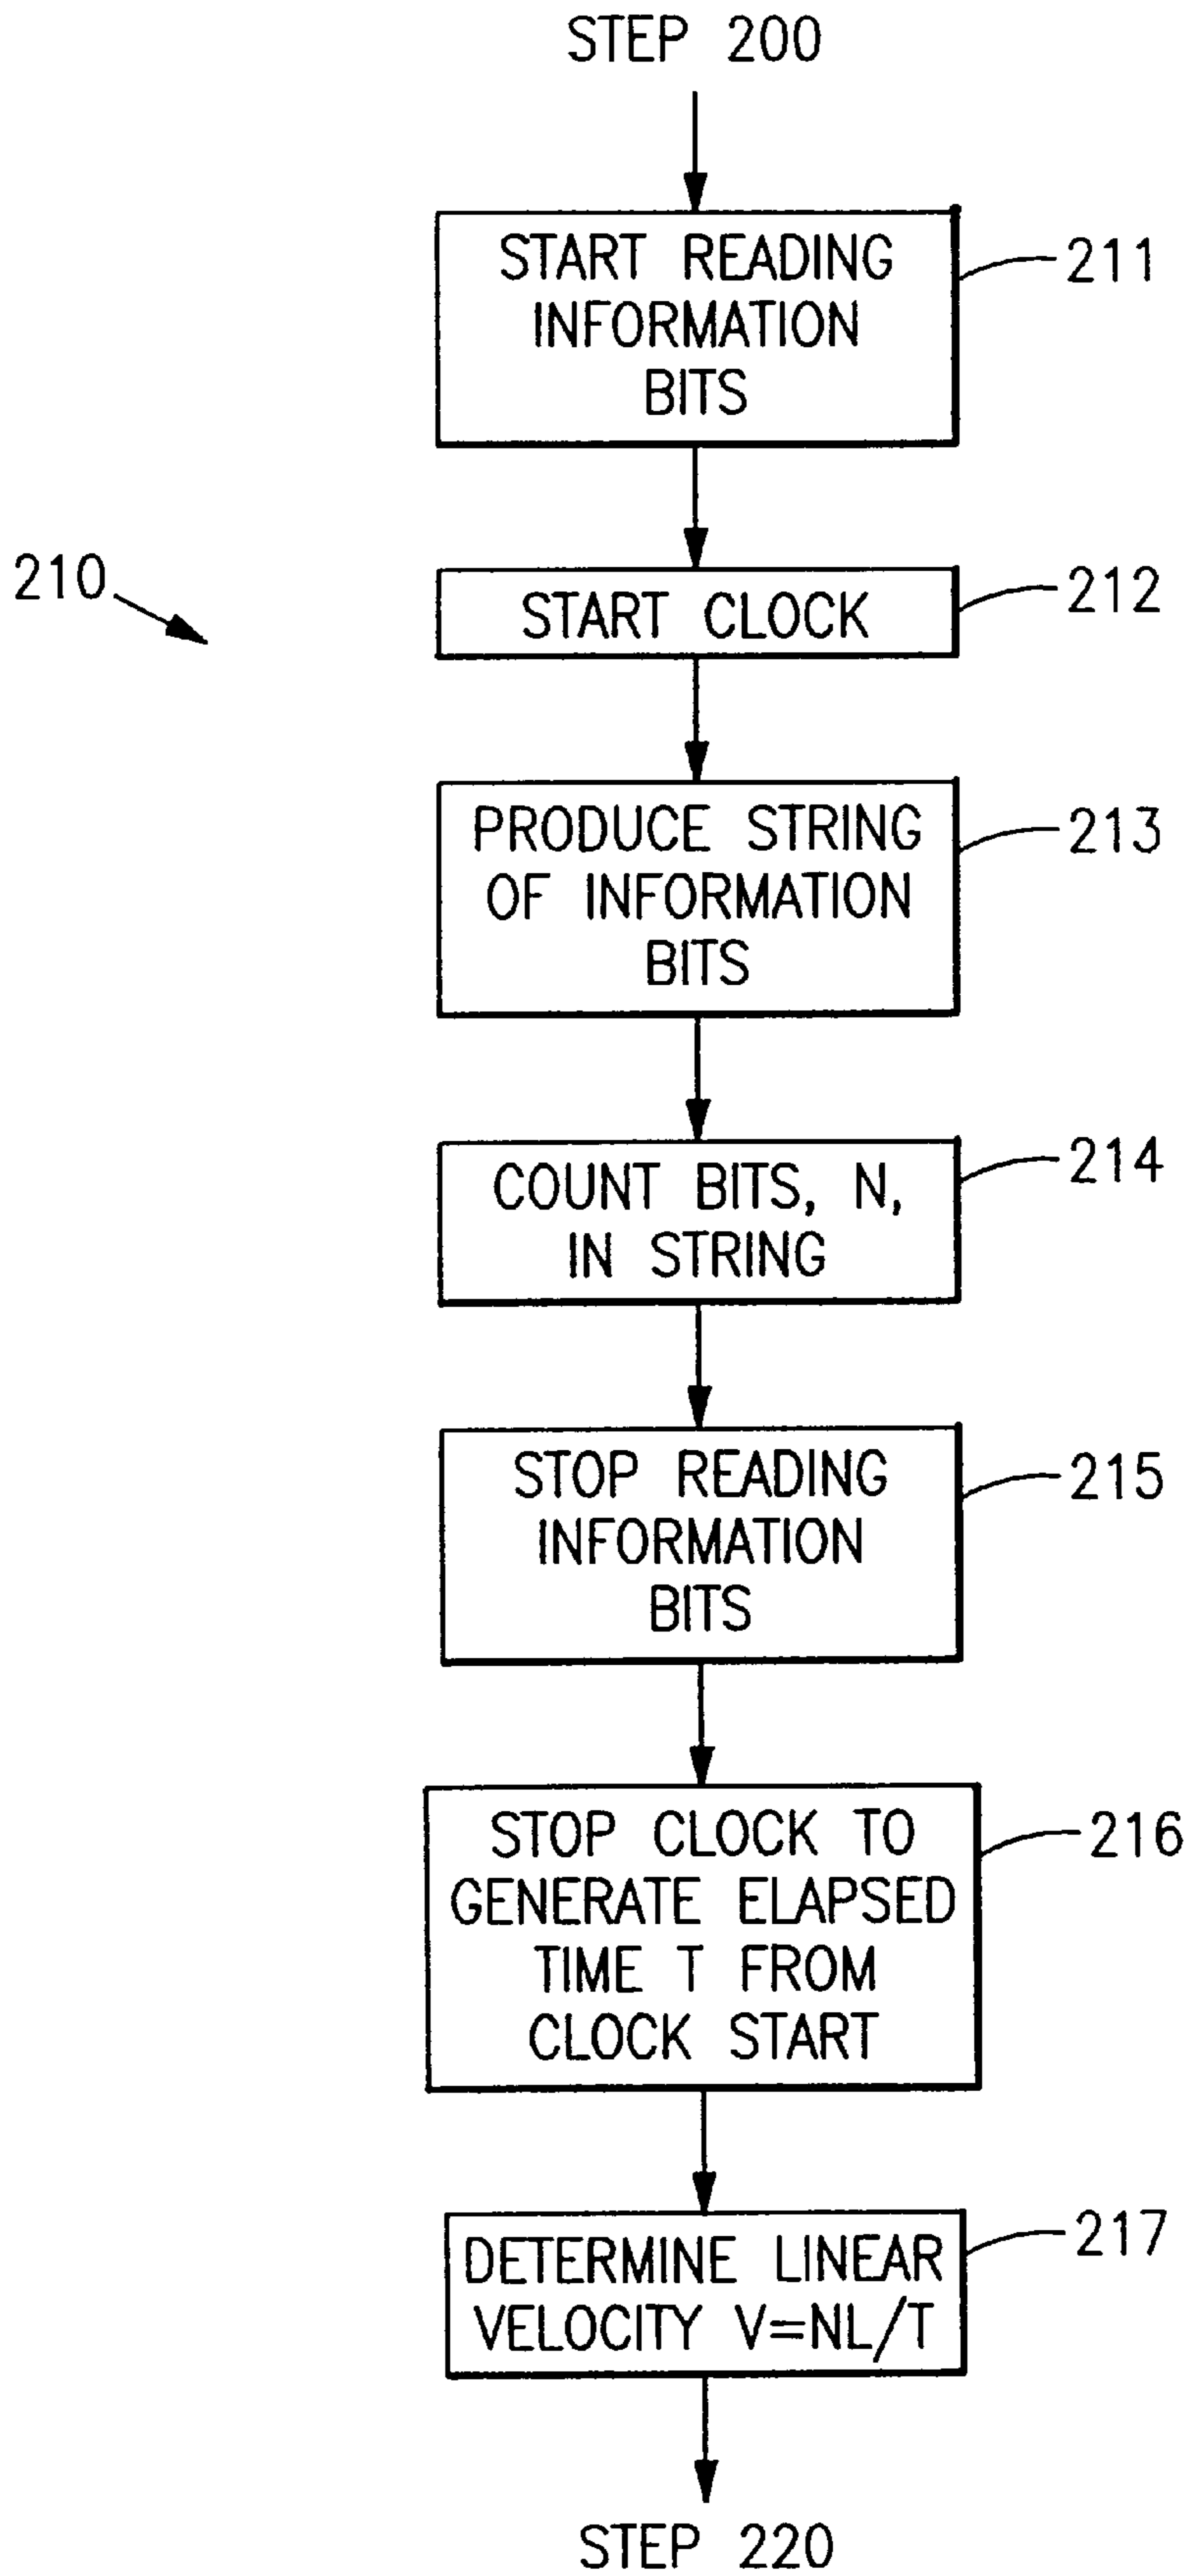 STEP 200
START READING
INFORMATION
BITS
211
210
START CLOCK
212
PRODUCE STRING
OF INFORMATION
BITS
213
COUNT BITS, N,
IN STRING
214
STOP READING
INFORMATION
BITS
215
STOP CLOCK TO
GENERATE ELAPSED
TIME T FROM
CLOCK START
216
DETERMINE LINEAR
VELOCITY V=NL/T
217
STEP 220